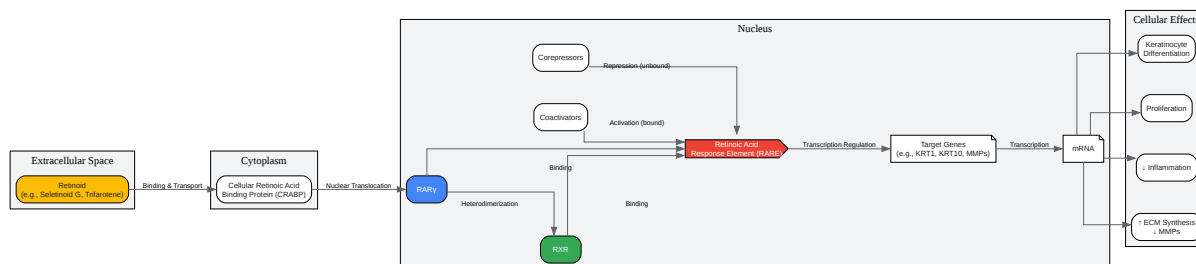 Extracellular Space
Retinoid
(e.g., Seletinoid G, Trifarotene)
Binding & Transport
Cytoplasm
Cellular Retinoic Acid
Binding Protein (CRABP)
Nuclear Translocation
Nucleus
Corepressors
Repression (unbound)
Coactivators
Activation (bound)
Retinoic Acid
Response Element (RARE)
RARγ
Heterodimerization
RXR
Binding
Binding
Transcription Regulation
Target Genes
(e.g., KRT1, KRT10, MMPs)
Transcription
mRNA
Cellular Effects
Keratinocyte
Differentiation
Proliferation
↓ Inflammation
↑ ECM Synthesis
↓ MMPs